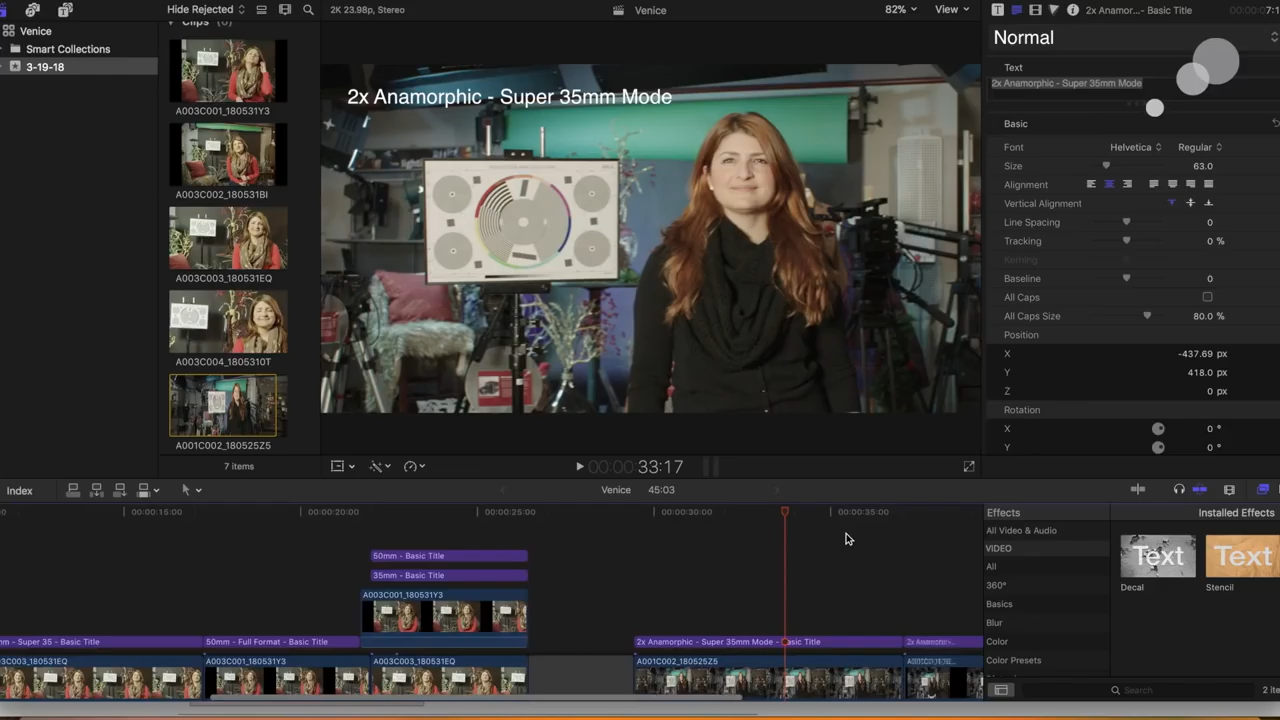 Hide Rejected
2K 23.98p, Stereo
Venice
82%
View
2x Anamor...- Basic Title
Venice
Smart Collections
3-19-18
A003C001_180531Y3
A003C002_180531BI
A003C003_180531EQ
A003C004_1805310T
A001C002_180525Z5
7 items
2x Anamorphic - Super 35mm Mode
33:17
Normal
Text
2x Anamorphic - Super 35mm Mode
Basic
Font Helvetica Regular
Size 63.0
Alignment
Vertical Alignment
Line Spacing 0
Tracking 0 %
Kerning
Baseline 0
All Caps
All Caps Size 80.0 %
Position
X -437.69 px
Y 418.0 px
Z 0 px
Rotation
X 0 °
Y 0 °
Index
Venice 45:03
00:00:15:00
00:00:20:00
00:00:25:00
00:00:30:00
00:00:35:00
50mm - Basic Title
35mm - Basic Title
A003C001_180531Y3
m - Super 35 - Basic Title
50mm - Full Format - Basic Title
2x Anamorphic - Super 35mm Mode - Basic Title
2x Anamorphic...
C003_180531EQ
A003C001_180531Y3
A003C003_180531EQ
A001C002_180525Z5
Effects
Installed Effects
All Video & Audio
VIDEO
All
360°
Basics
Blur
Color
Color Presets
Text
Decal
Text
Stencil
Search
2 ite